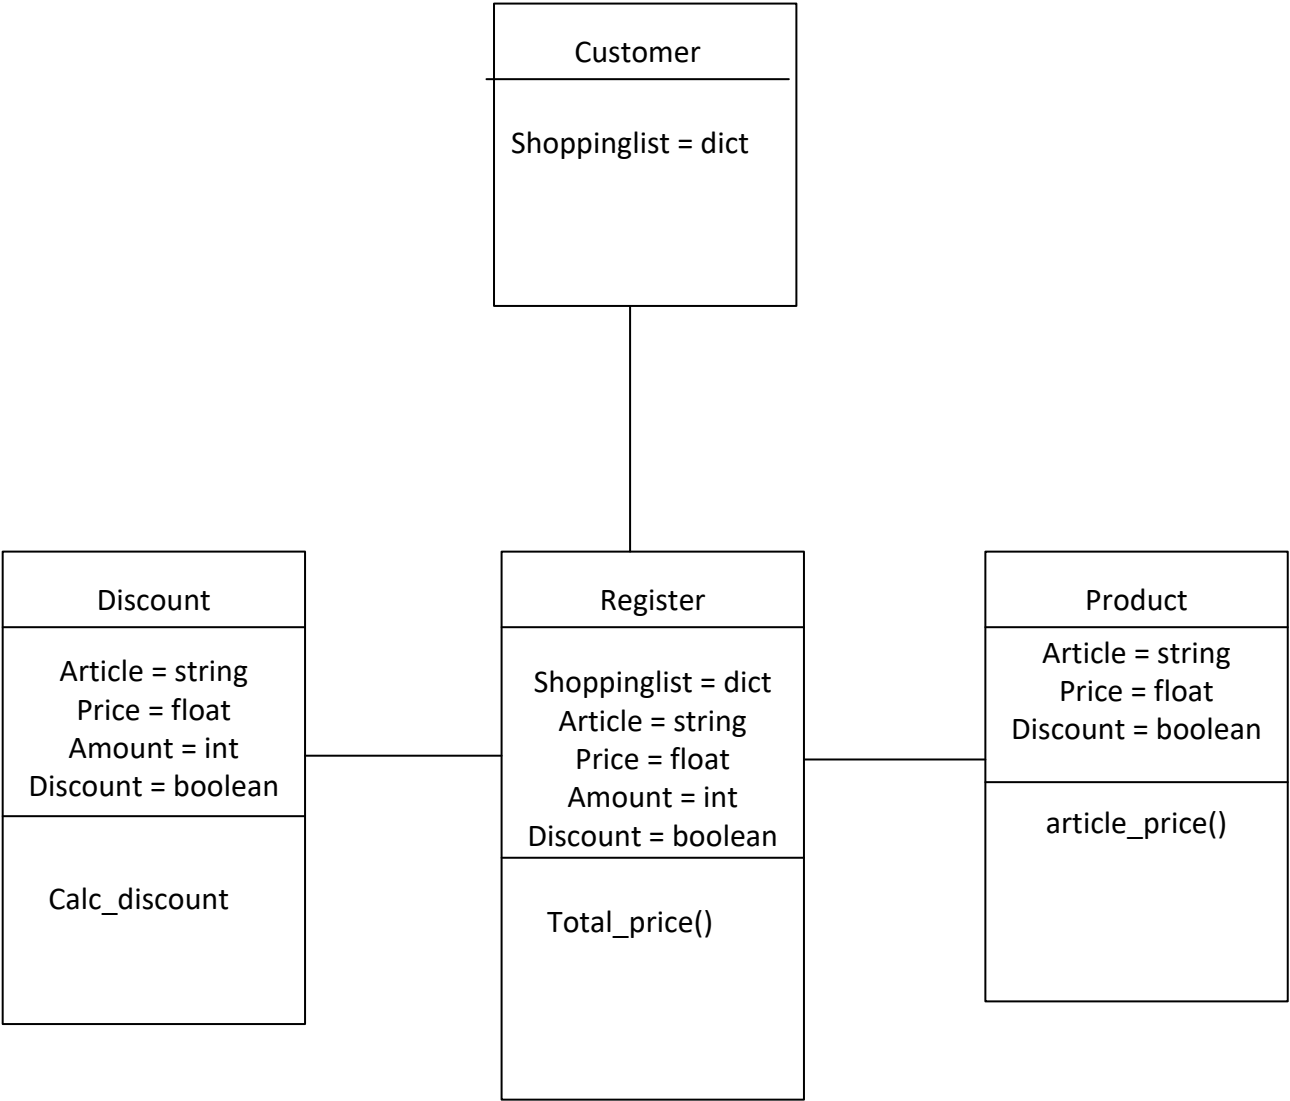 Customer
Shoppinglist = dict
Discount
Article = string
Price = float
Amount = int
Discount = boolean
Calc_discount
Register
Shoppinglist = dict
Article = string
Price = float
Amount = int
Discount = boolean
Total_price()
Product
Article = string
Price = float
Discount = boolean
article_price()